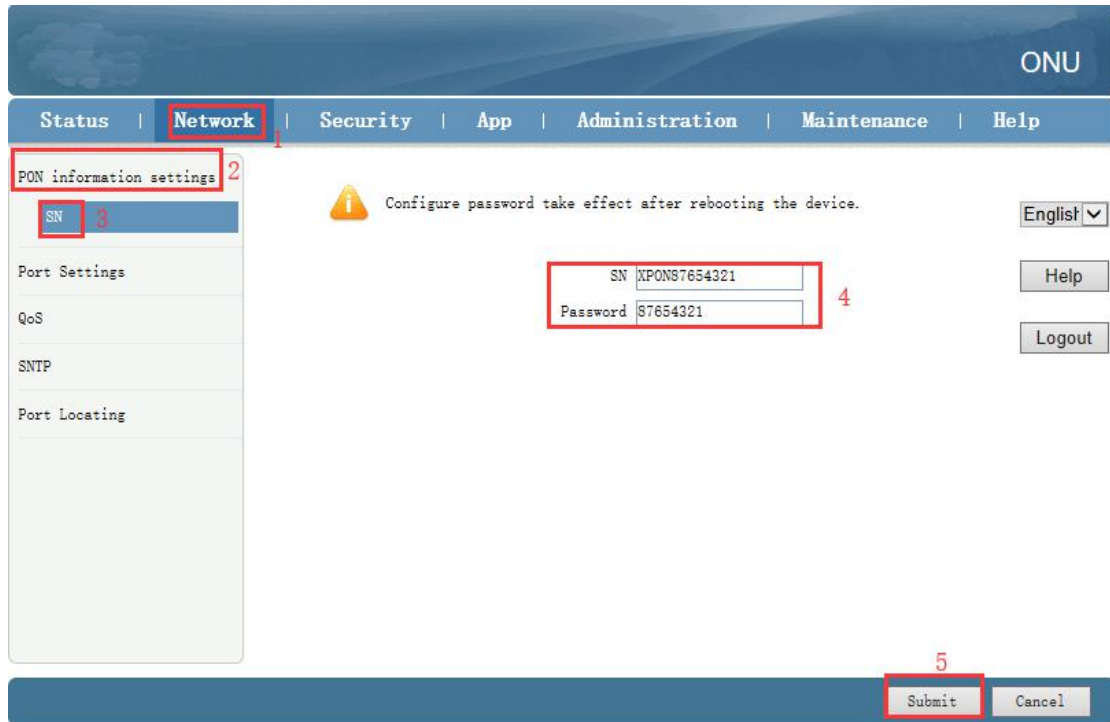 ONU
Status | Network | Security | App | Administration | Maintenance | Help
1
PON information settings 2
SN 3
Port Settings
QoS
SNTP
Port Locating
Configure password take effect after rebooting the device.
SN XPON87654321
Password 87654321
4
English
Help
Logout
5
Submit Cancel